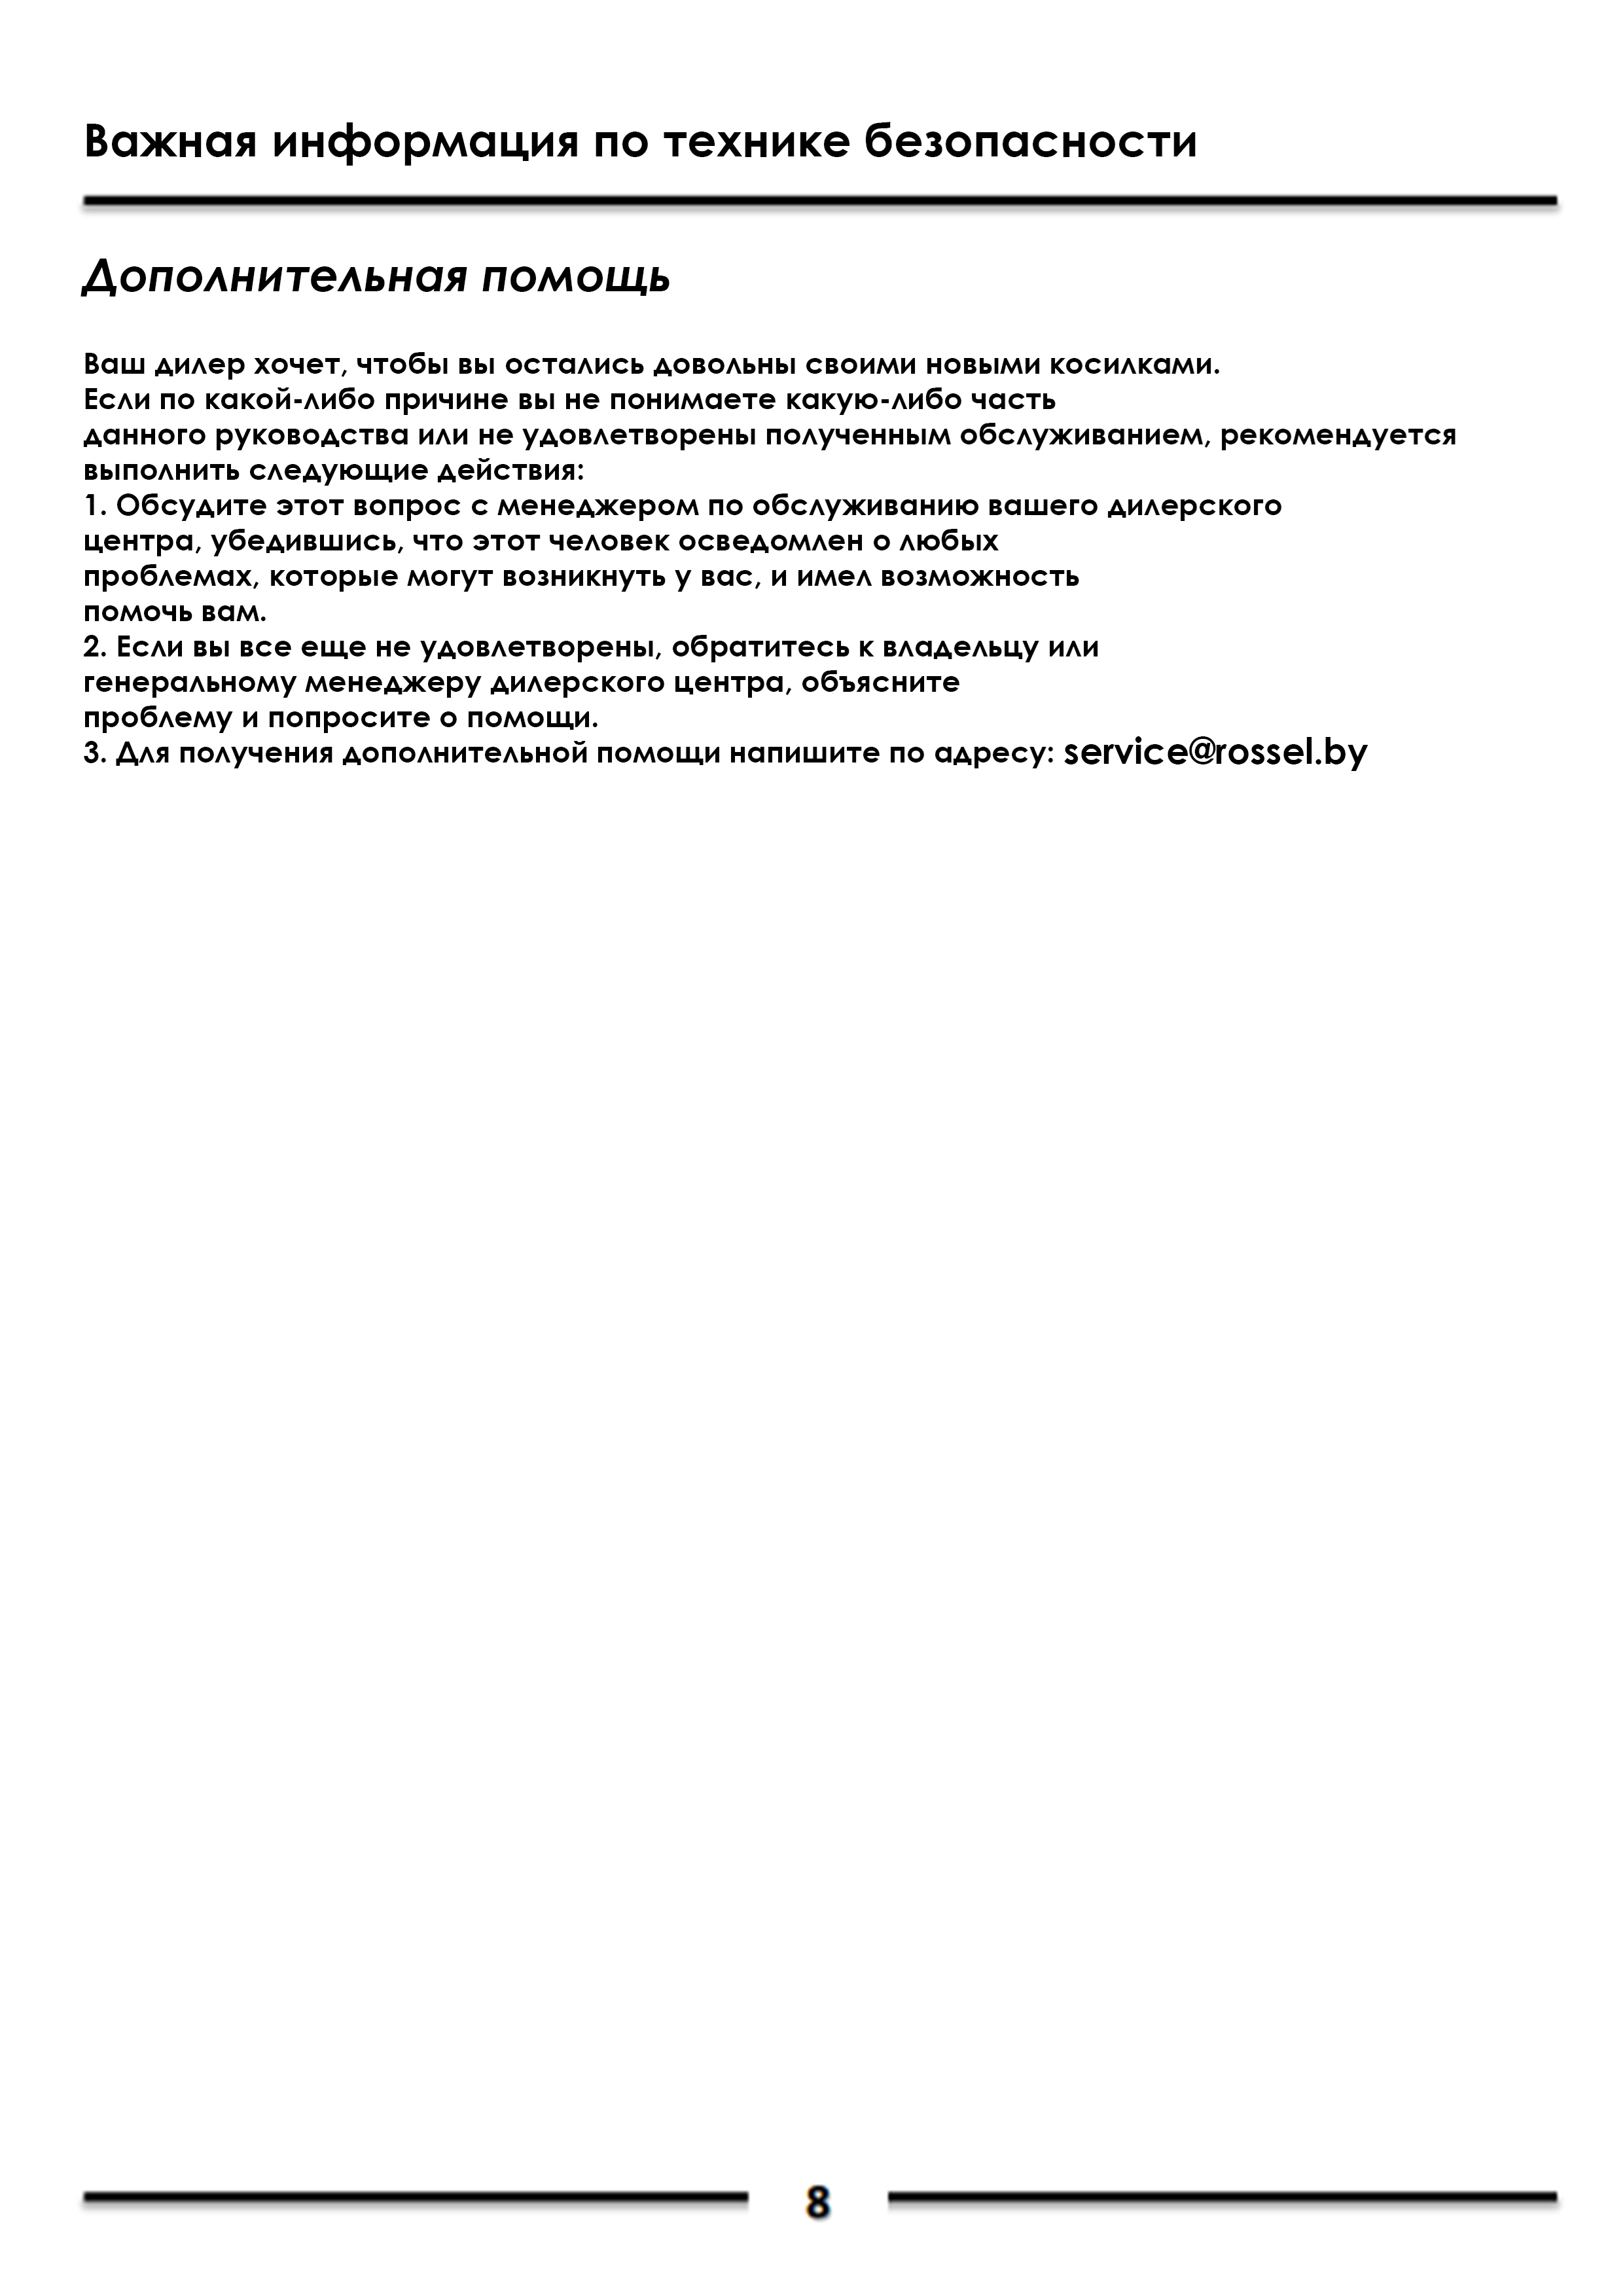 Важная информация по технике безопасности
Дополнительная помощь
Ваш дилер хочет, чтобы вы остались довольны своими новыми косилками.
Если по какой-либо причине вы не понимаете какую-либо часть
данного руководства или не удовлетворены полученным обслуживанием, рекомендуется
выполнить следующие действия:
1. Обсудите этот вопрос с менеджером по обслуживанию вашего дилерского
центра, убедившись, что этот человек осведомлен о любых
проблемах, которые могут возникнуть у вас, и имел возможность
помочь вам.
2. Если вы все еще не удовлетворены, обратитесь к владельцу или
генеральному менеджеру дилерского центра, объясните
проблему и попросите о помощи.
3. Для получения дополнительной помощи напишите по адресу: service@rossel.by
8